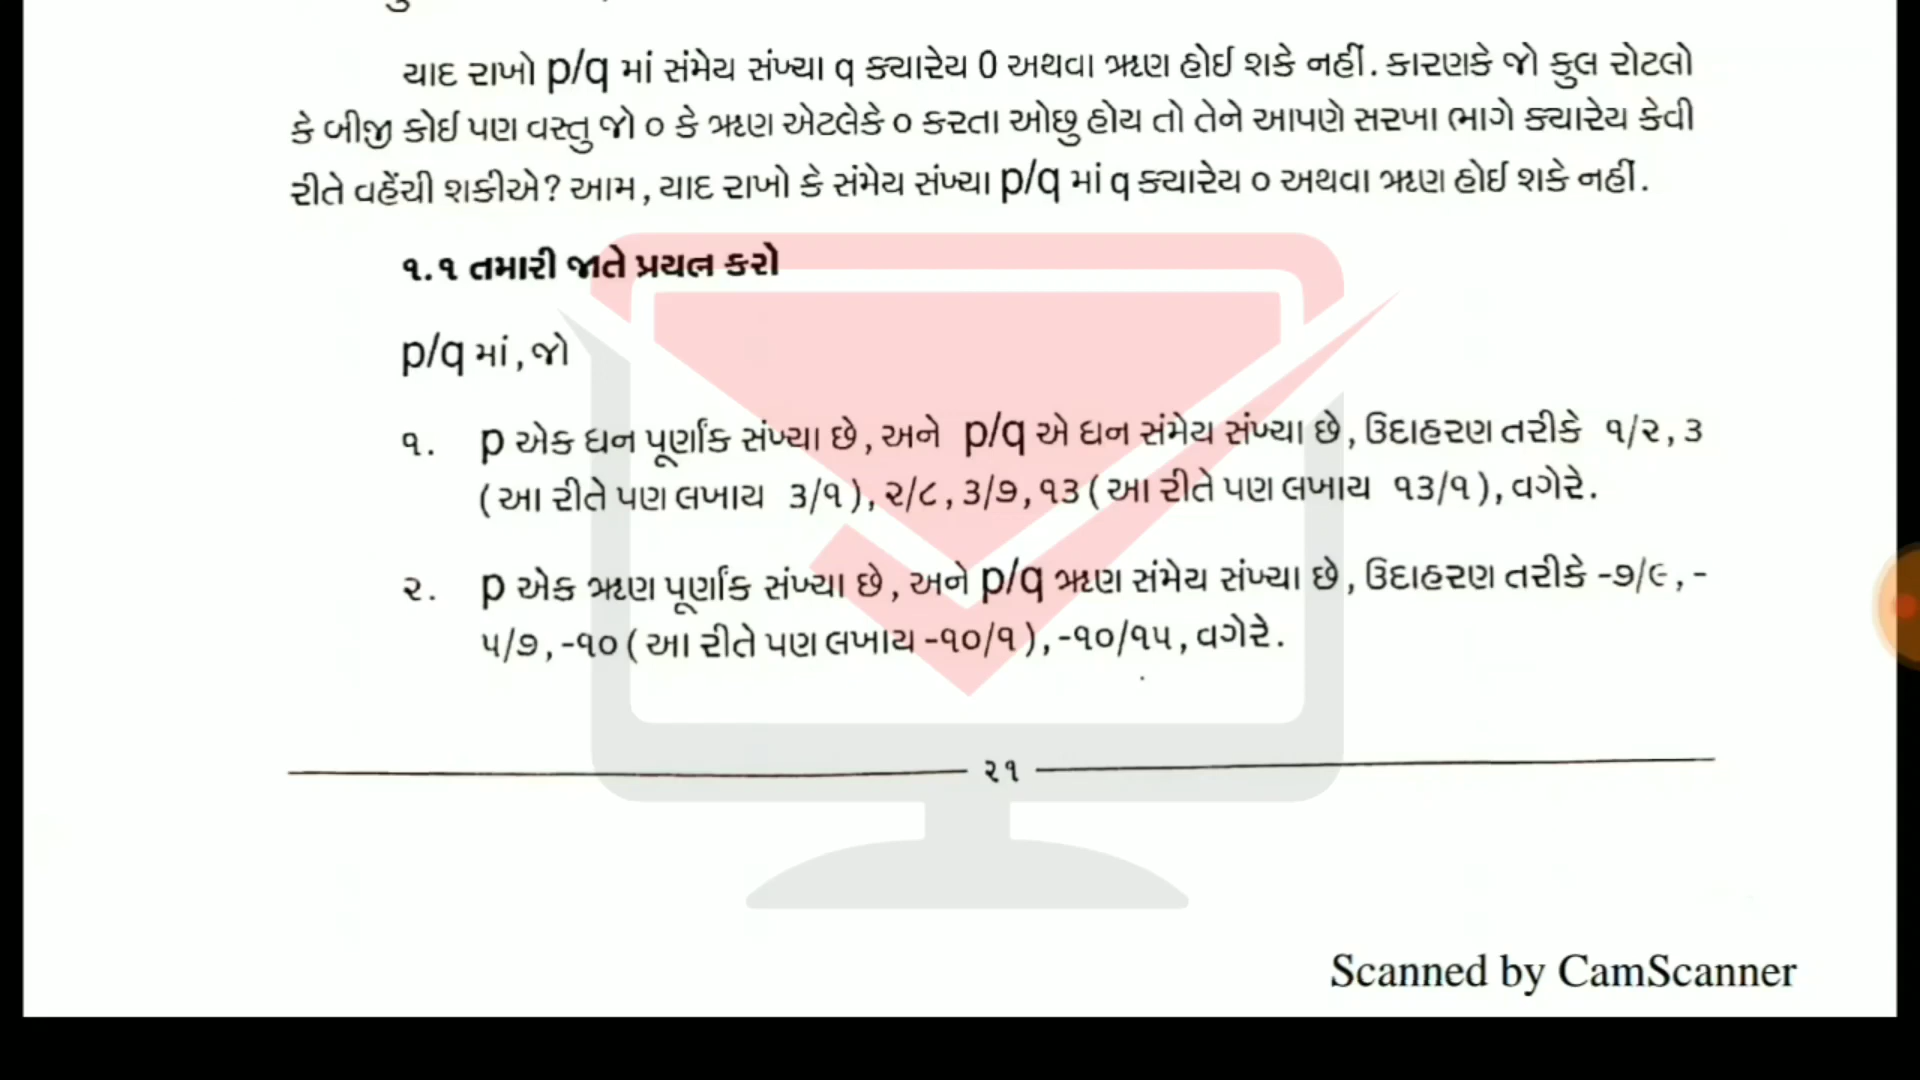 યાદ રાખો p/q માં સંમેય સંખ્યા q ક્યારેય 0 અથવા ઋણ હોઈ શકે નહીં. કારણકે જો કુલ રોટલો
કે બીજી કોઈ પણ વસ્તુ જો ૦ કે ઋણ એટલેકે ૦ કરતા ઓછુ હોય તો તેને આપણે સરખા ભાગે ક્યારેય કેવી
રીતે વહેંચી શકીએ? આમ, યાદ રાખો કે સંમેય સંખ્યા p/q માં q ક્યારેય ૦ અથવા ઋણ હોઈ શકે નહીં.
૧.૧ તમારી જાતે પ્રયત્ન કરો
p/q માં, જો
૧. p એક ધન પૂર્ણાંક સંખ્યા છે, અને p/q એ ધન સંમેય સંખ્યા છે, ઉદાહરણ તરીકે ૧/૨, ૩
(આ રીતે પણ લખાય ૩/૧), ૨/૮, ૩/૭, ૧૩ (આ રીતે પણ લખાય ૧૩/૧), વગેરે.
૨. p એક ઋણ પૂર્ણાંક સંખ્યા છે, અને p/q ઋણ સંમેય સંખ્યા છે, ઉદાહરણ તરીકે -૭/૯, -
૫/૭, -૧૦ (આ રીતે પણ લખાય -૧૦/૧), -૧૦/૧૫, વગેરે.
૨૧
Scanned by CamScanner